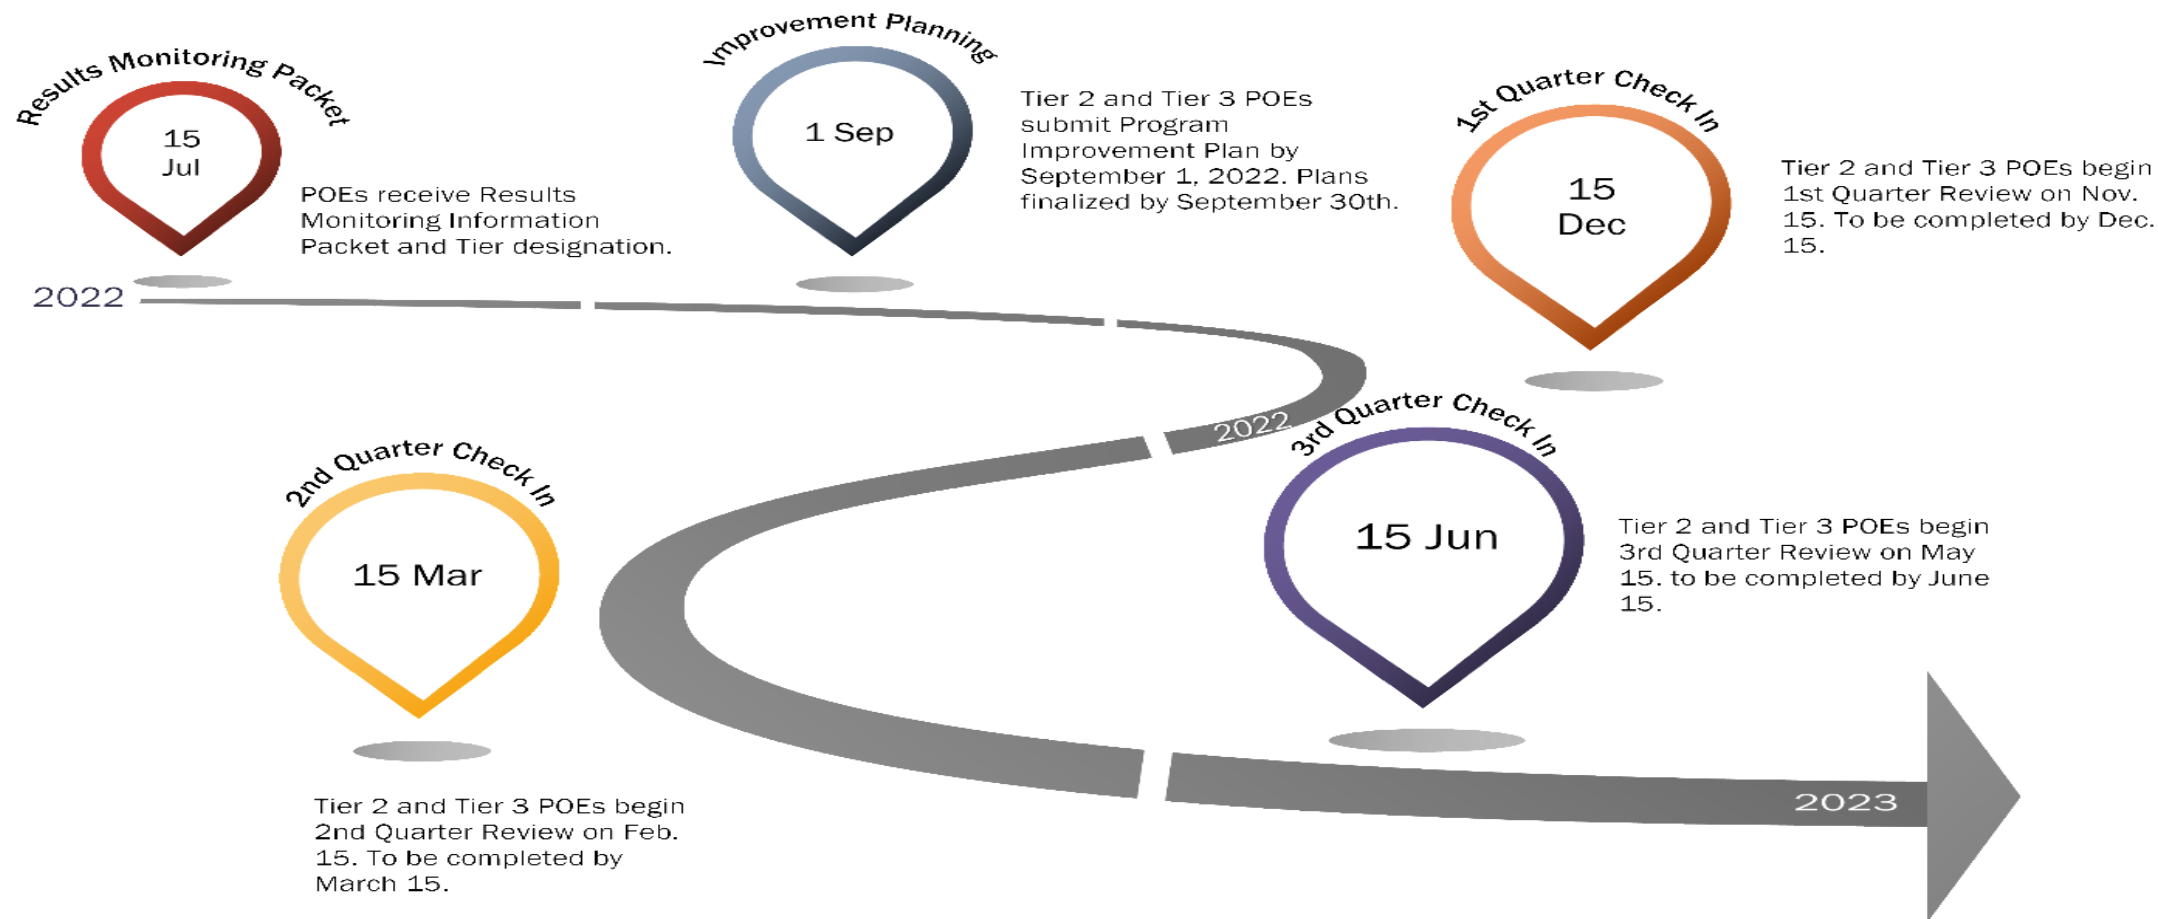 Results Monitoring Packet
15
Jul
POEs receive Results
Monitoring Information
Packet and Tier designation.
Improvement Planning
1 Sep
Tier 2 and Tier 3 POEs
submit Program
Improvement Plan by
September 1, 2022. Plans
finalized by September 30th.
1st Quarter Check In
15
Dec
Tier 2 and Tier 3 POEs begin
1st Quarter Review on Nov.
15. To be completed by Dec.
15.
2022
2022
2nd Quarter Check In
15 Mar
Tier 2 and Tier 3 POEs begin
2nd Quarter Review on Feb.
15. To be completed by
March 15.
3rd Quarter Check In
15 Jun
Tier 2 and Tier 3 POEs begin
3rd Quarter Review on May
15. to be completed by June
15.
2023